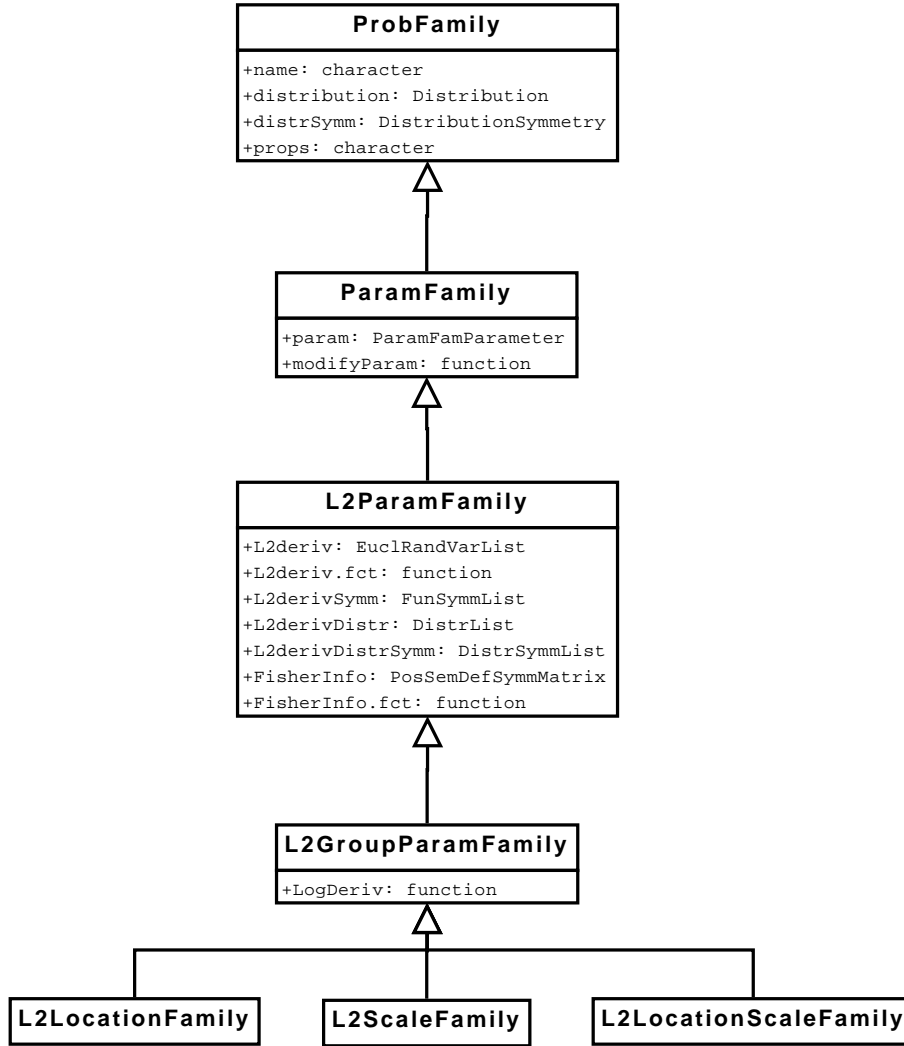 ProbFamily
+name: character
+distribution: Distribution
+distrSymm: DistributionSymmetry
+props: character
ParamFamily
+param: ParamFamParameter
+modifyParam: function
L2ParamFamily
+L2deriv: EuclRandVarList
+L2deriv.fct: function
+L2derivSymm: FunSymmList
+L2derivDistr: DistrList
+L2derivDistrSymm: DistrSymmList
+FisherInfo: PosSemDefSymmMatrix
+FisherInfo.fct: function
L2GroupParamFamily
+LogDeriv: function
L2LocationFamily
L2ScaleFamily
L2LocationScaleFamily